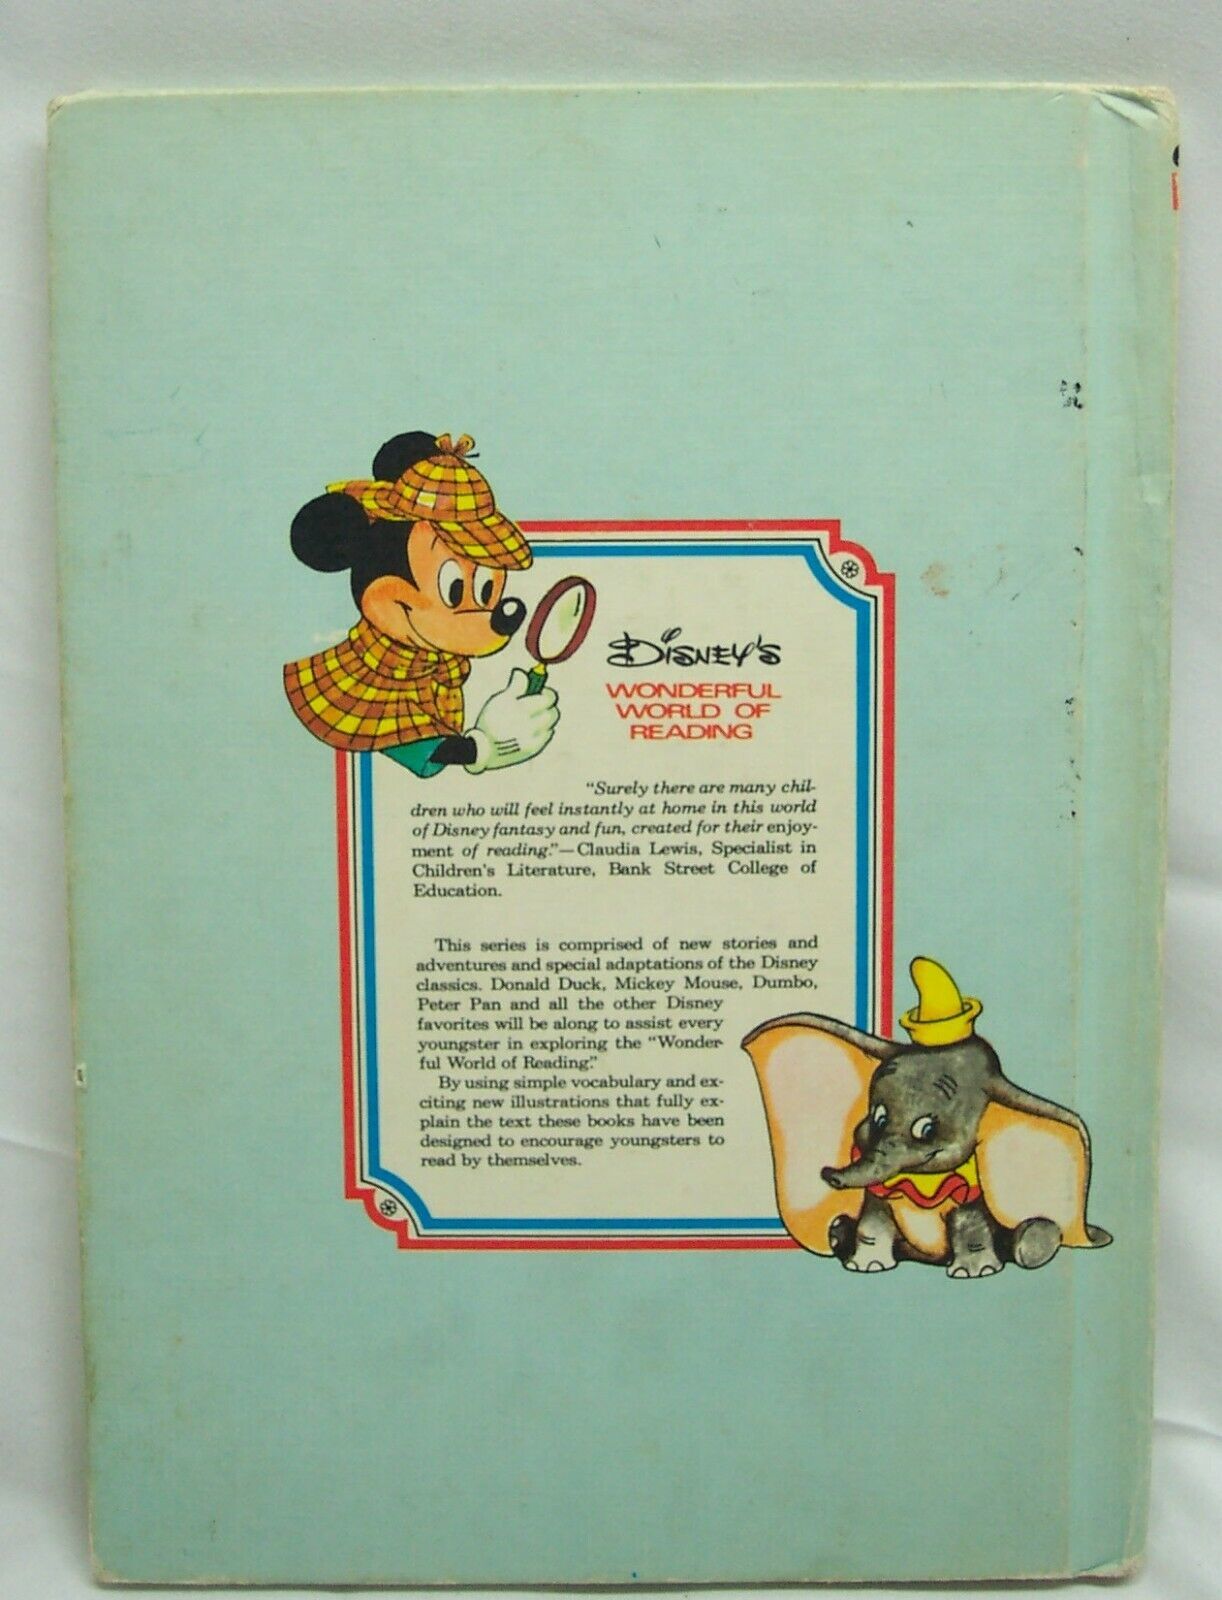 Disney's
WONDERFUL
WORLD OF
READING
"Surely there are many chil-
dren who will feel instantly at home in this world
of Disney fantasy and fun, created for their enjoy-
ment of reading."—Claudia Lewis, Specialist in
Children's Literature, Bank Street College of
Education.
This series is comprised of new stories and
adventures and special adaptations of the Disney
classics. Donald Duck, Mickey Mouse, Dumbo,
Peter Pan and all the other Disney
favorites will be along to assist every
youngster in exploring the "Wonder-
ful World of Reading."
By using simple vocabulary and ex-
citing new illustrations that fully ex-
plain the text these books have been
designed to encourage youngsters to
read by themselves.